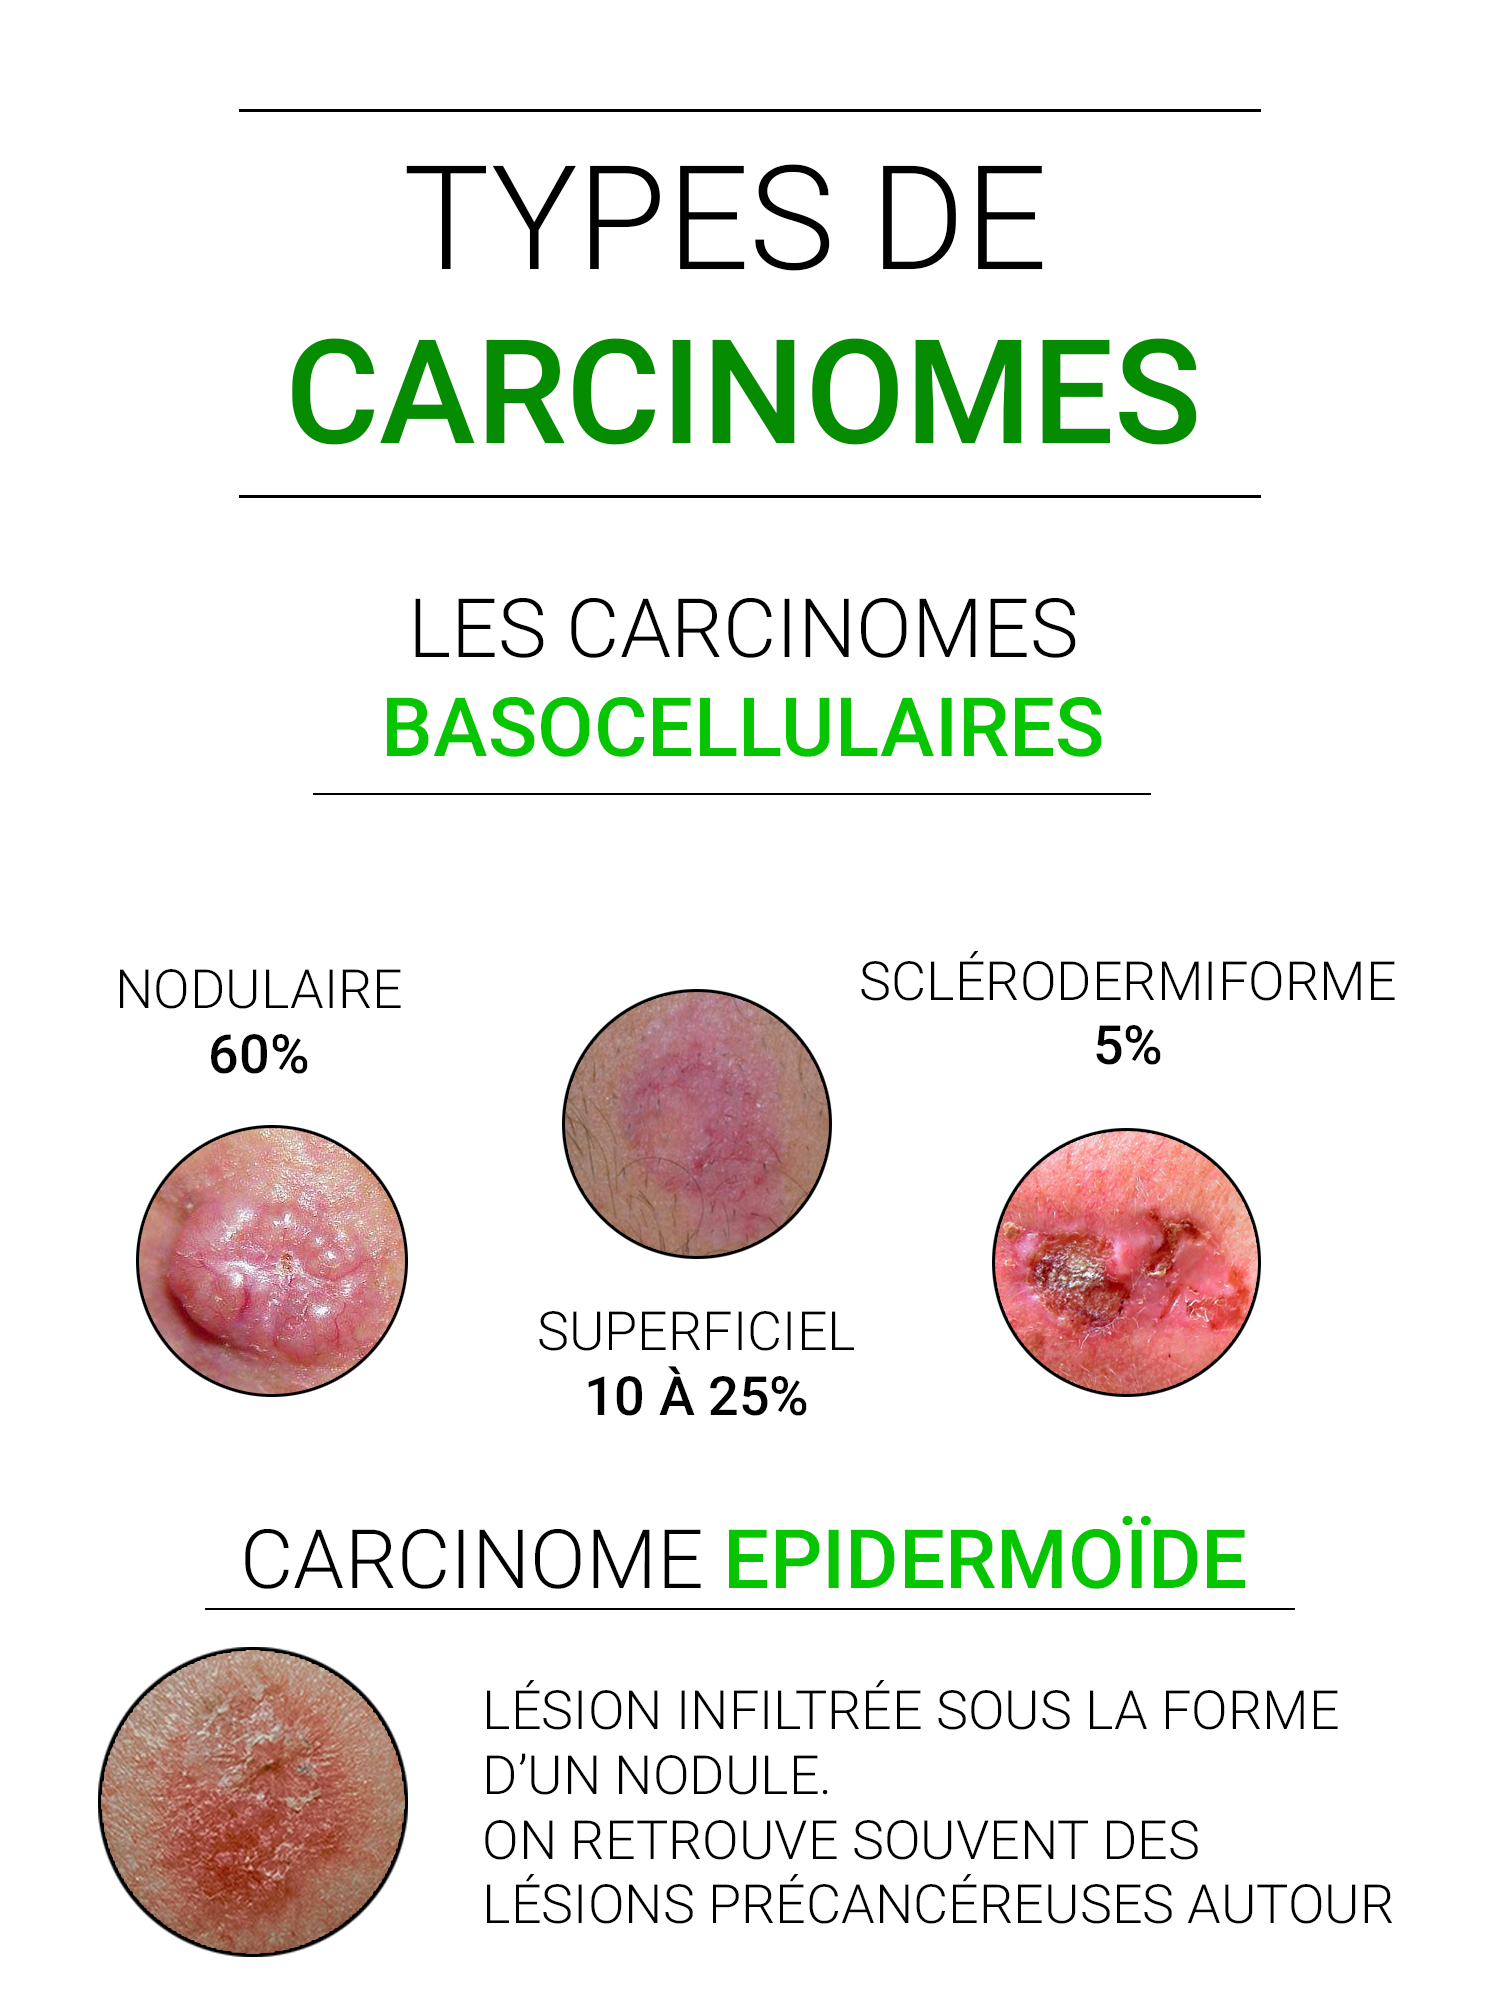 TYPES DE
CARCINOMES
LES CARCINOMES
BASOCELLULAIRES
NODULAIRE
60%
SUPERFICIEL
10 À 25%
SCLÉRODERMIFORME
5%
CARCINOME EPIDERMOÏDE
LÉSION INFILTRÉE SOUS LA FORME
D’UN NODULE.
ON RETROUVE SOUVENT DES
LÉSIONS PRÉCANCÉREUSES AUTOUR